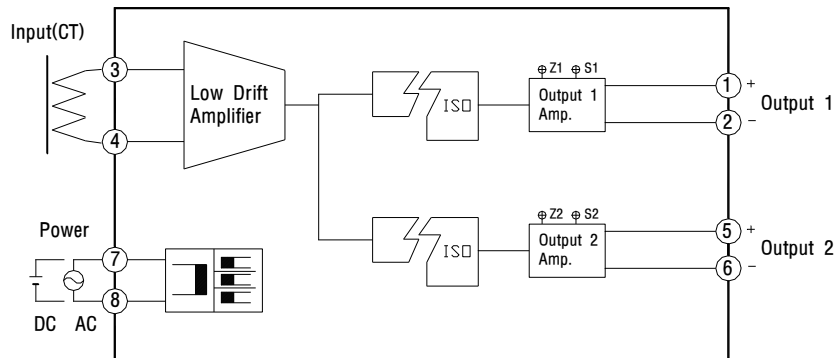 Input(CT)
3
4
Low Drift
Amplifier
ISO
Z1 S1
Output 1
Amp.
1 +
2 −
Output 1
ISO
Z2 S2
Output 2
Amp.
5 +
6 −
Output 2
Power
7
8
DC AC